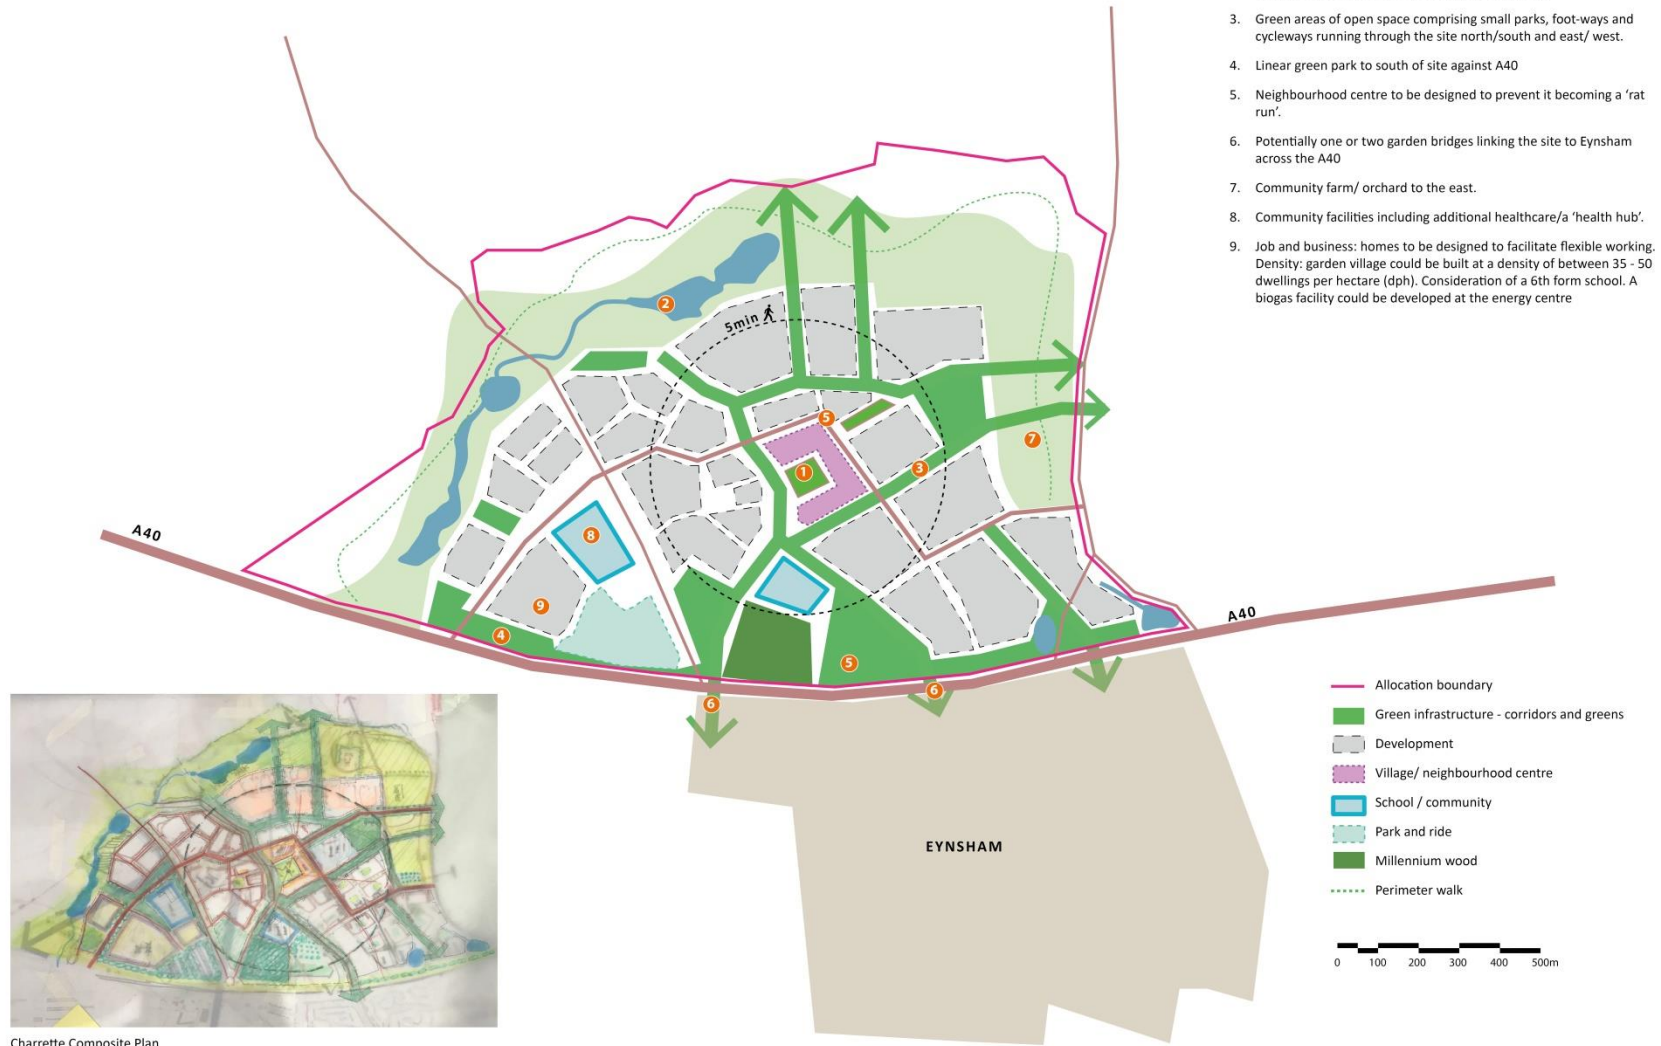 3. Green areas of open space comprising small parks, foot-ways and
cycleways running through the site north/south and east/ west.
4. Linear green park to south of site against A40
5. Neighbourhood centre to be designed to prevent it becoming a ‘rat
run’.
6. Potentially one or two garden bridges linking the site to Eynsham
across the A40
7. Community farm/ orchard to the east.
8. Community facilities including additional healthcare/a ‘health hub’.
9. Job and business: homes to be designed to facilitate flexible working.
Density: garden village could be built at a density of between 35 - 50
dwellings per hectare (dph). Consideration of a 6th form school. A
biogas facility could be developed at the energy centre
2
5min
5
7
1
3
A40
8
9
4
A40
5
6
6
EYNSHAM
Allocation boundary
Green infrastructure - corridors and greens
Development
Village/ neighbourhood centre
School / community
Park and ride
Millennium wood
Perimeter walk
0 100 200 300 400 500m
Charrette Composite Plan